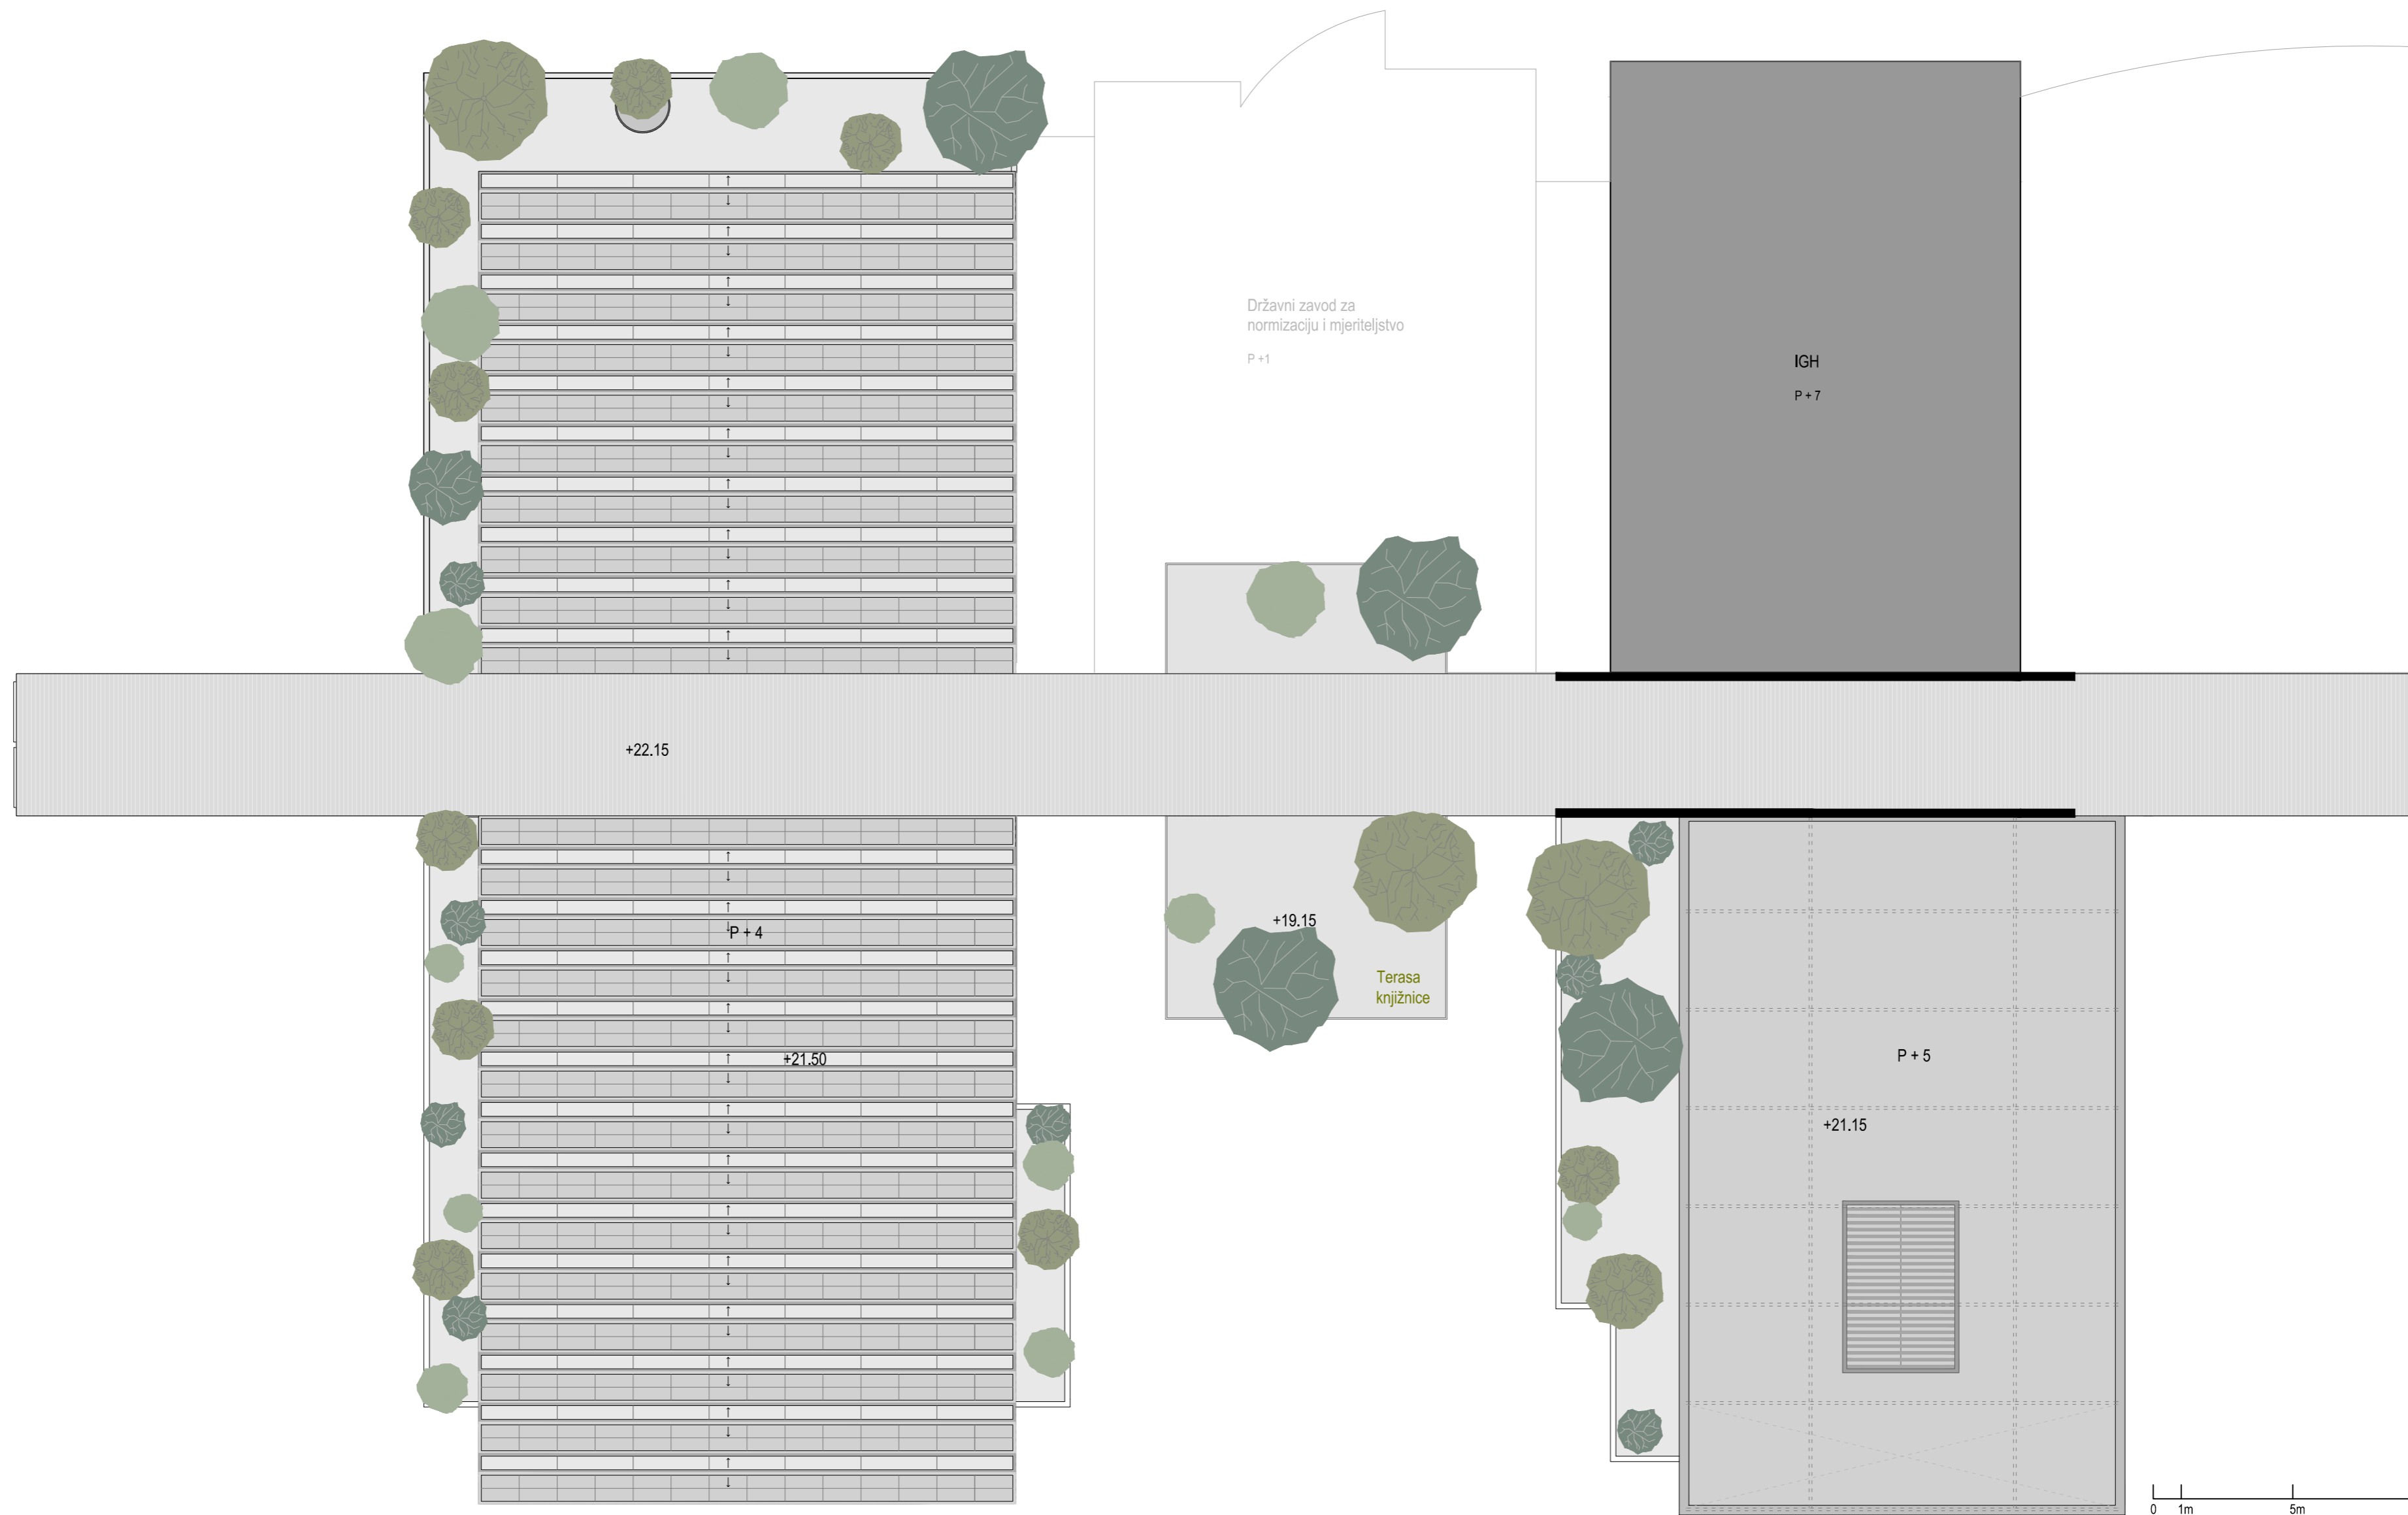 Državni zavod za
normizaciju i mjeriteljstvo
P +1
IGH
P + 7
+22.15
P + 4
+19.15
Terasa
knjižnice
+21.50
P + 5
+21.15
0 1m 5m